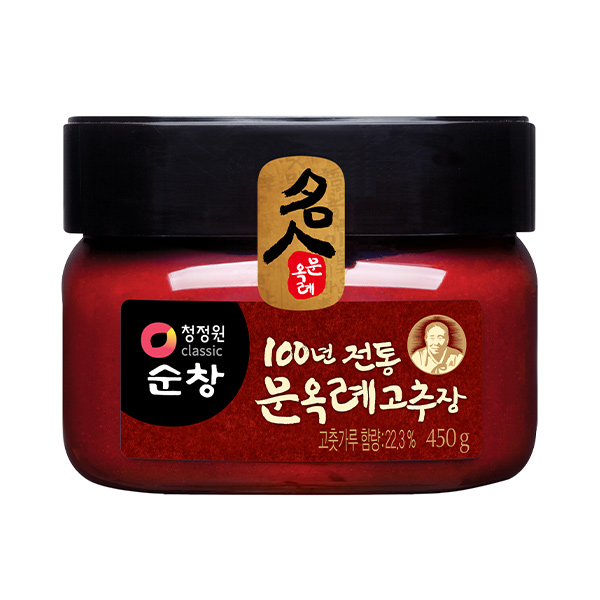 名人
문옥례
청정원
classic
순창
100년 전통
문옥례고추장
고춧가루 함량:22.3% 450g